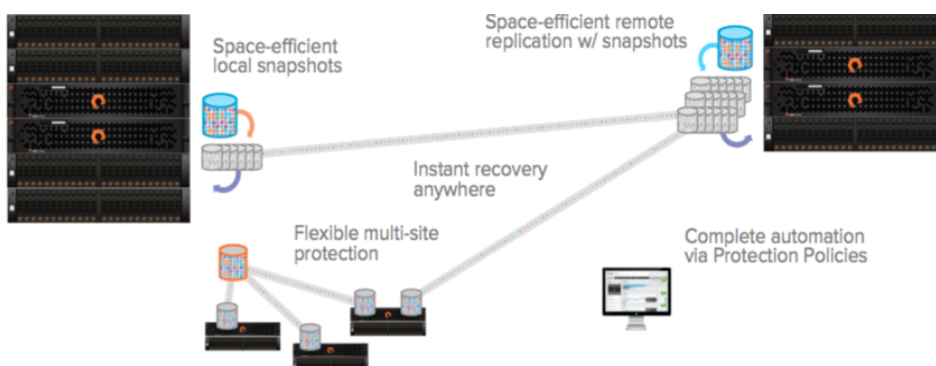 Space-efficient
local snapshots
Space-efficient remote
replication w/ snapshots
Instant recovery
anywhere
Flexible multi-site
protection
Complete automation
via Protection Policies